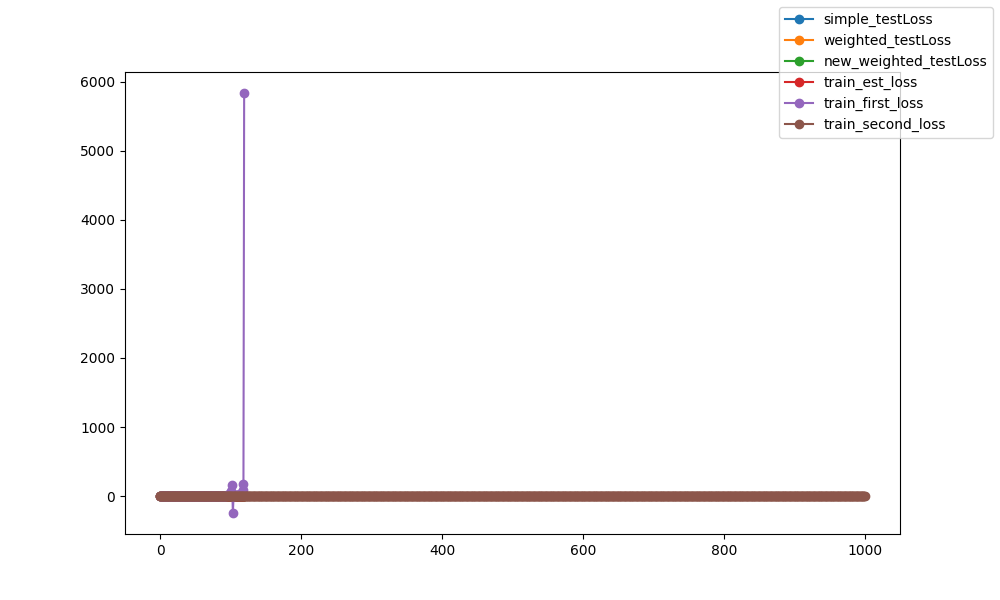 simple_testLoss
weighted_testLoss
new_weighted_testLoss
train_est_loss
train_first_loss
train_second_loss
6000
5000
4000
3000
2000
1000
0
0 200 400 600 800 1000